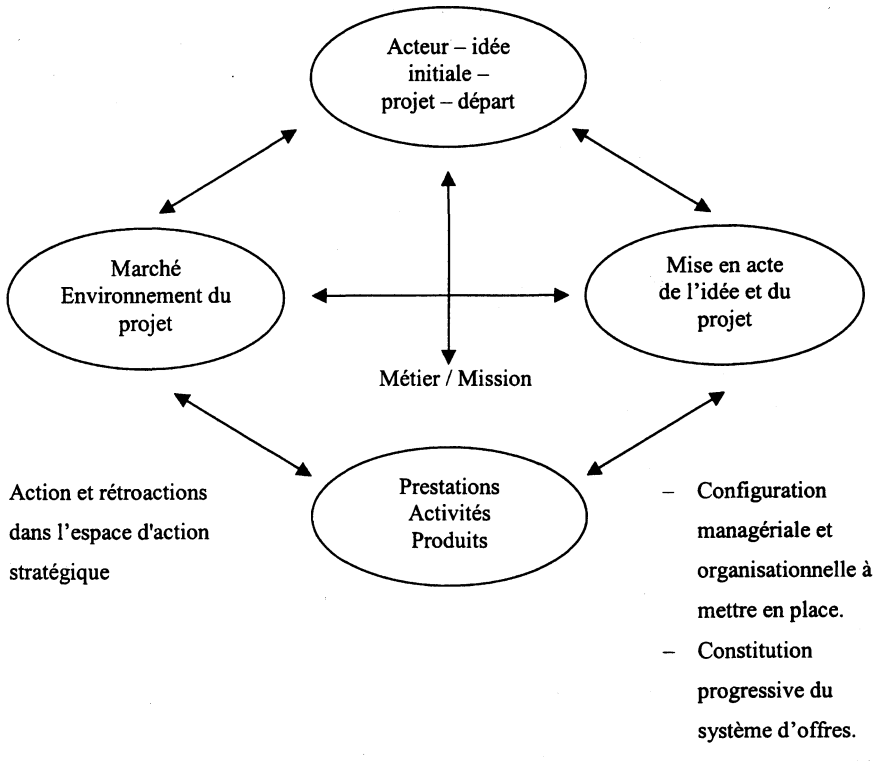 Acteur – idée
initiale –
projet – départ
Marché
Environnement du
projet
Mise en acte
de l’idée et du
projet
Métier / Mission
Prestations
Activités
Produits
Action et rétroactions
dans l’espace d'action
stratégique
– Configuration
managériale et
organisationnelle à
mettre en place.
– Constitution
progressive du
système d’offres.